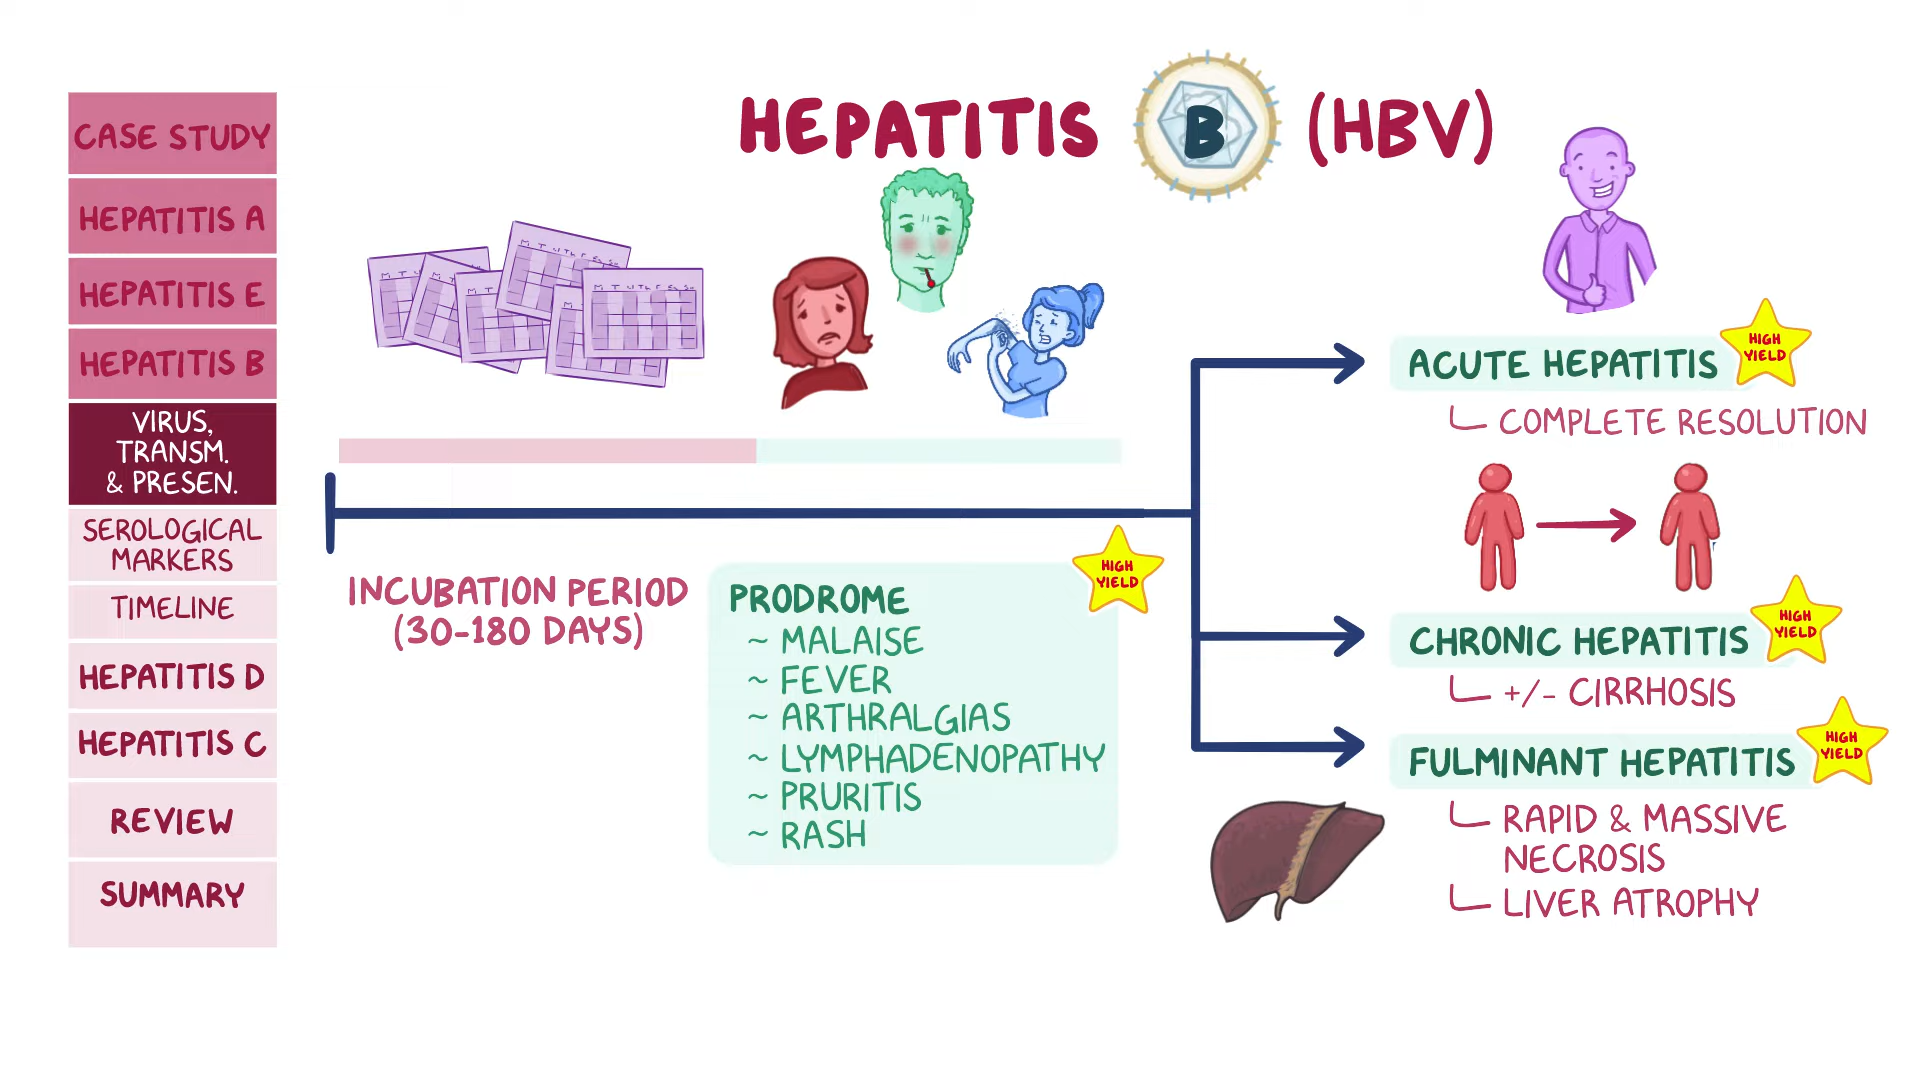 HEPATITIS B (HBV)
CASE STUDY
HEPATITIS A
HEPATITIS E
HEPATITIS B
VIRUS,
TRANSM.
& PRESEN.
SEROLOGICAL
MARKERS
TIMELINE
HEPATITIS D
HEPATITIS C
REVIEW
SUMMARY
INCUBATION PERIOD
(30-180 DAYS)
HIGH
YIELD
PRODROME
~ MALAISE
~ FEVER
~ ARTHRALGIAS
~ LYMPHADENOPATHY
~ PRURITIS
~ RASH
ACUTE HEPATITIS
HIGH
YIELD
COMPLETE RESOLUTION
CHRONIC HEPATITIS
HIGH
YIELD
+/- CIRRHOSIS
FULMINANT HEPATITIS
HIGH
YIELD
RAPID & MASSIVE
NECROSIS
LIVER ATROPHY